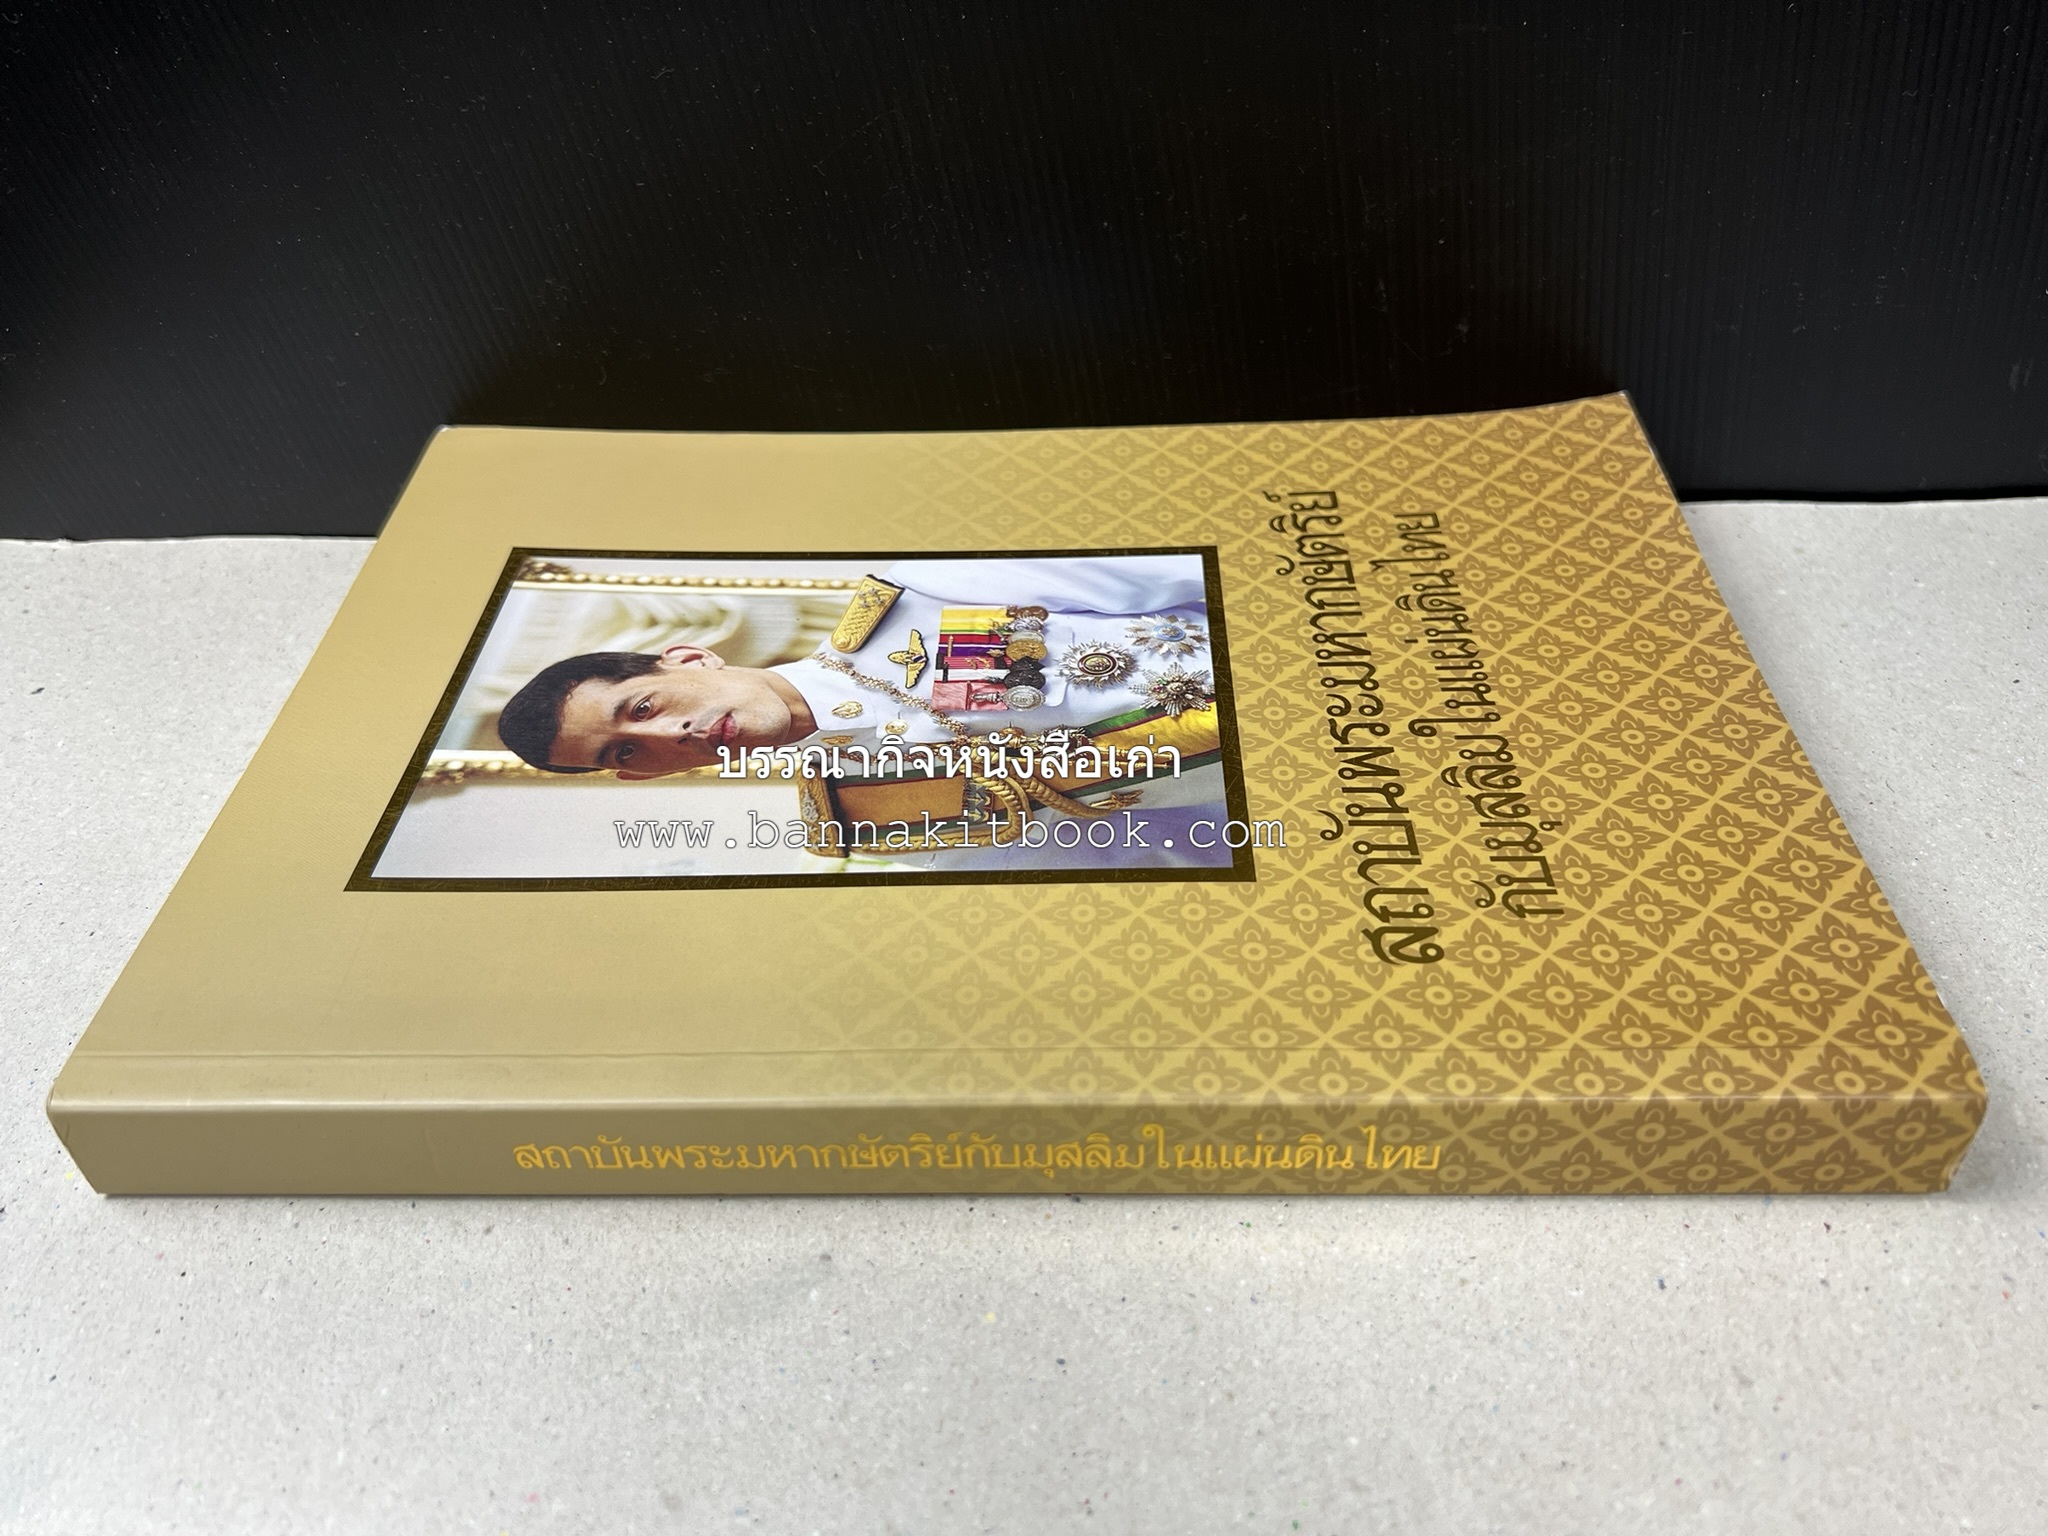 สถาบันพระมหากษัตริย์
กับมุสลิมในแผ่นดินไทย
บรรณากิจหนังสือเก่า
www.bannakitbook.com
สถาบันพระมหากษัตริย์กับมุสลิมในแผ่นดินไทย